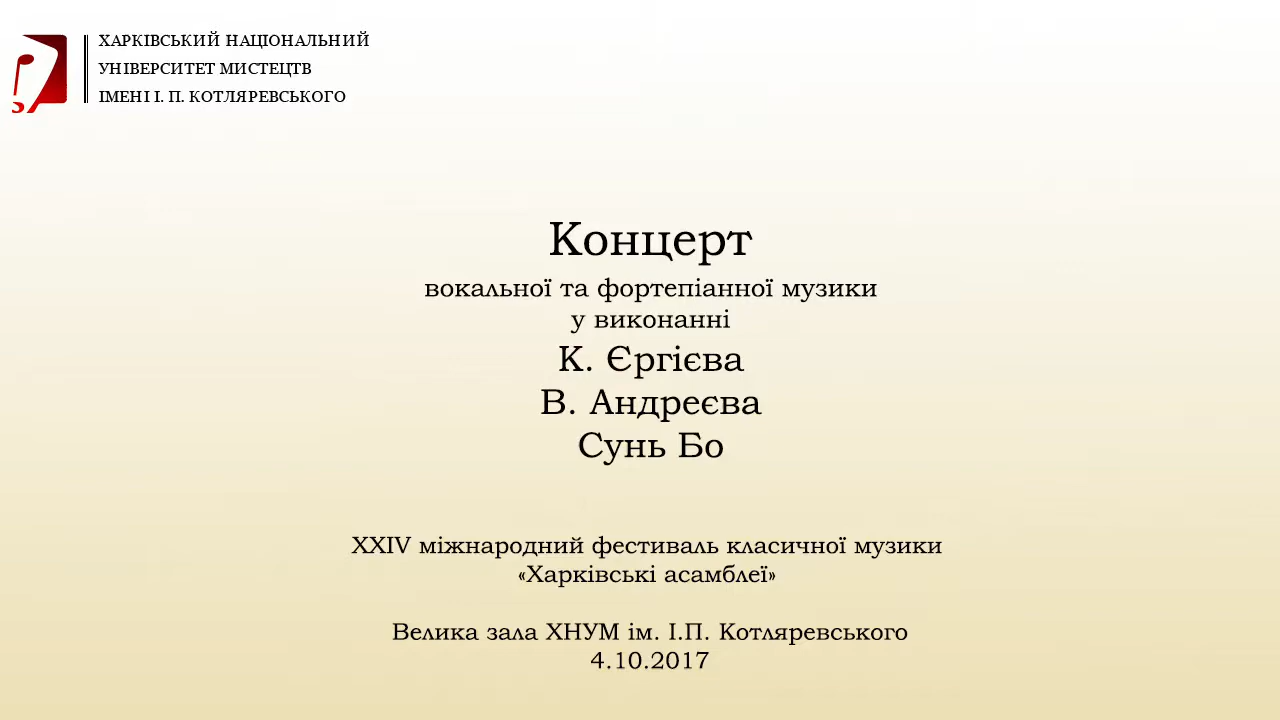 ХАРКІВСЬКИЙ НАЦІОНАЛЬНИЙ
УНІВЕРСИТЕТ МИСТЕЦТВ
ІМЕНІ І. П. КОТЛЯРЕВСЬКОГО
Концерт
вокальної та фортепіанної музики
у виконанні
К. Єргієва
В. Андреєва
Сунь Бо
XXIV міжнародний фестиваль класичної музики
«Харківські асамблеї»
Велика зала ХНУМ ім. І.П. Котляревського
4.10.2017